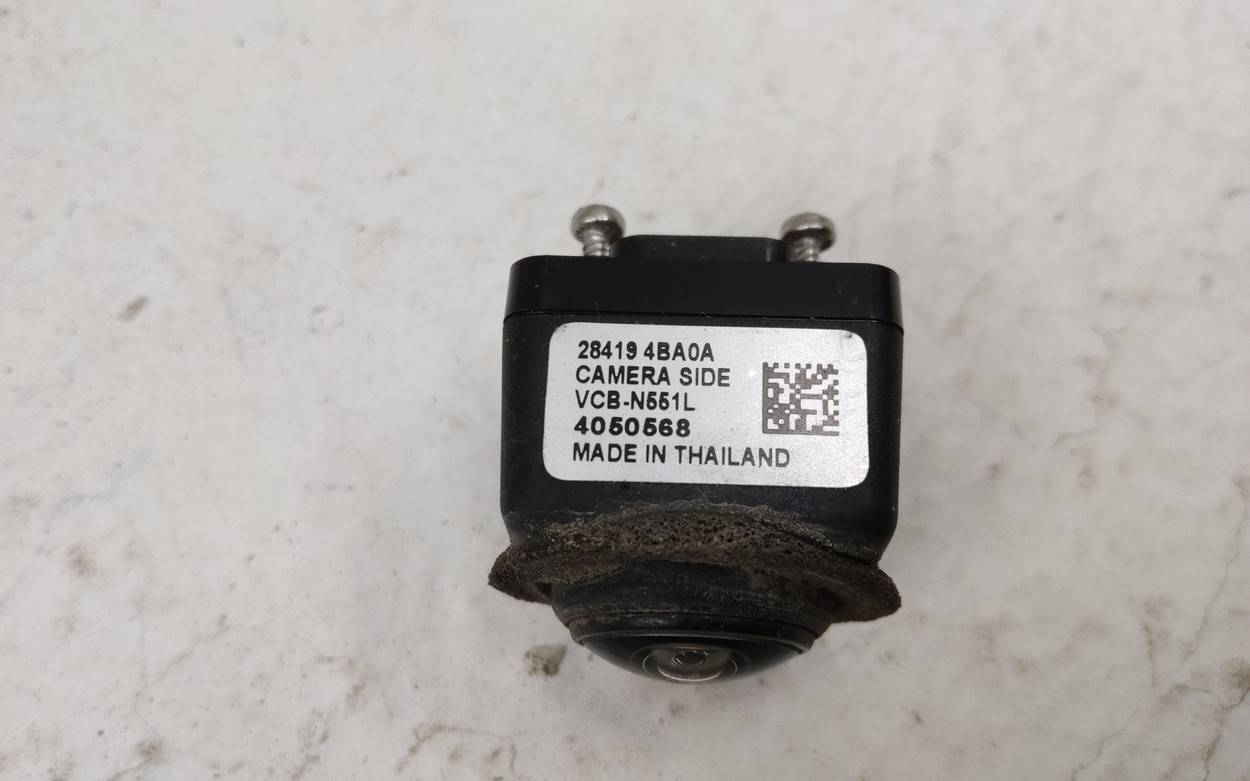 28419 4BA0A
CAMERA SIDE
VCB-N551L
4050568
MADE IN THAILAND